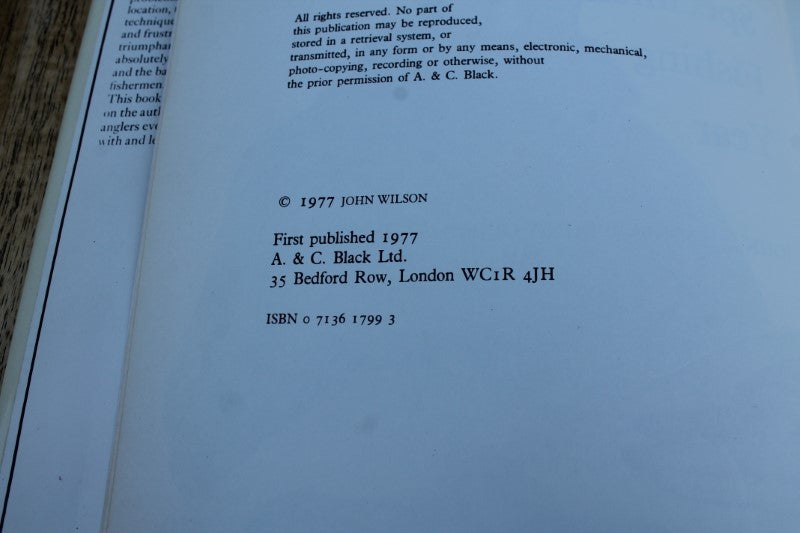 location,
technique
and frustr
triumphan
absolutely
and the ba
fishermen
This book
on the auth
anglers eve
with and le
All rights reserved. No part of
this publication may be reproduced,
stored in a retrieval system, or
transmitted, in any form or by any means, electronic, mechanical,
photo-copying, recording or otherwise, without
the prior permission of A. & C. Black.
© 1977 JOHN WILSON
First published 1977
A. & C. Black Ltd.
35 Bedford Row, London WC1R 4JH
ISBN 0 7136 1799 3